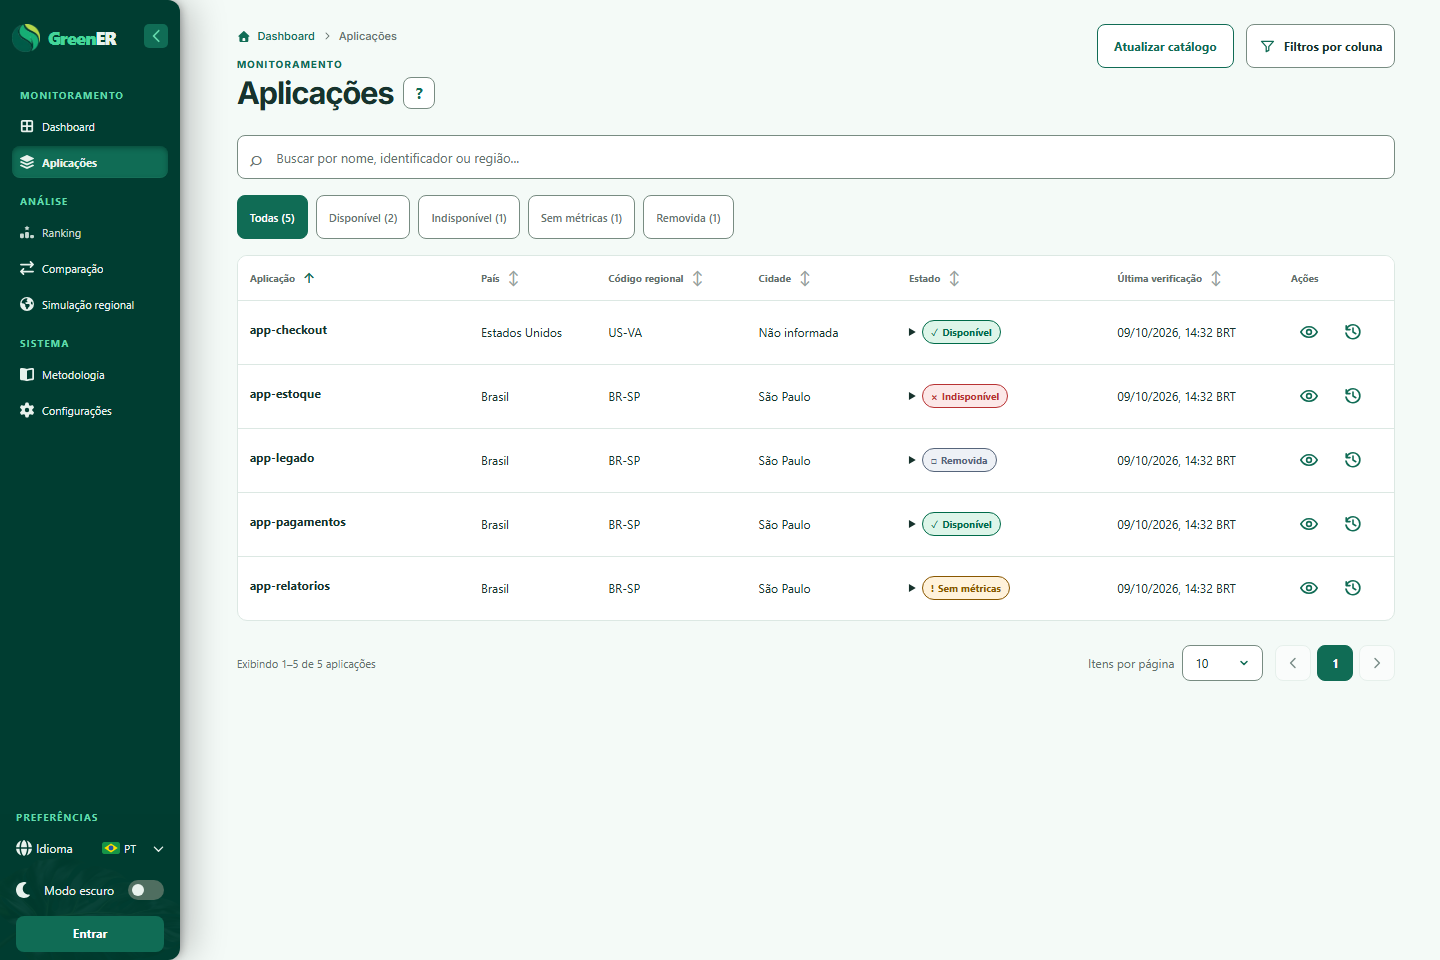 GreenER
MONITORAMENTO
Dashboard
Aplicações
ANÁLISE
Ranking
Comparação
Simulação regional
SISTEMA
Metodologia
Configurações
PREFERÊNCIAS
Idioma PT
Modo escuro
Entrar
Dashboard > Aplicações
MONITORAMENTO
Aplicações ?
Atualizar catálogo
Filtros por coluna
Buscar por nome, identificador ou região...
Todas (5) Disponível (2) Indisponível (1) Sem métricas (1) Removida (1)
Aplicação País Código regional Cidade Estado Última verificação Ações
app-checkout Estados Unidos US-VA Não informada ✓ Disponível 09/10/2026, 14:32 BRT
app-estoque Brasil BR-SP São Paulo × Indisponível 09/10/2026, 14:32 BRT
app-legado Brasil BR-SP São Paulo □ Removida 09/10/2026, 14:32 BRT
app-pagamentos Brasil BR-SP São Paulo ✓ Disponível 09/10/2026, 14:32 BRT
app-relatorios Brasil BR-SP São Paulo ! Sem métricas 09/10/2026, 14:32 BRT
Exibindo 1–5 de 5 aplicações
Itens por página 10
1